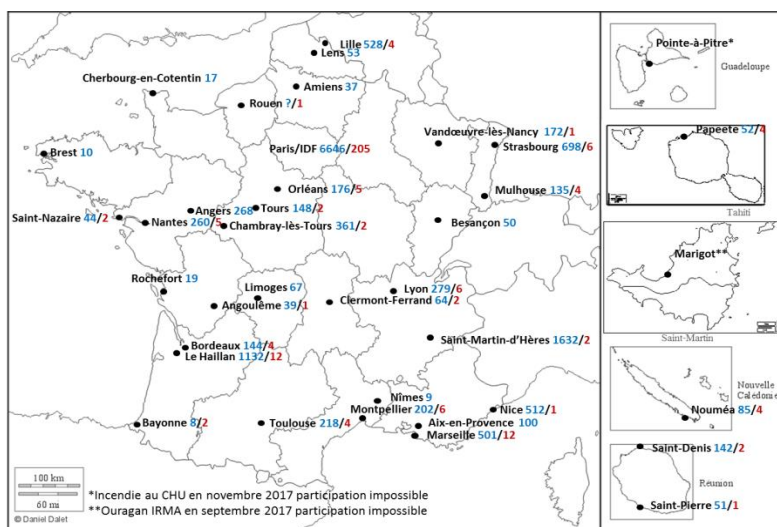 Lille 528/4
Lens 53
Cherbourg-en-Cotentin 17
Amiens 37
Rouen ?/1
Vandœuvre-lès-Nancy 172/1
Paris/IDF 6646/205
Strasbourg 698/6
Brest 10
Orléans 176/5
Mulhouse 135/4
Angers 268
Tours 148/2
Saint-Nazaire 44/2
Nantes 260/5
Chambray-lès-Tours 361/2
Besançon 50
Rochefort 19
Limoges 67
Lyon 279/6
Angoulême 39/1
Clermont-Ferrand 64/2
Bordeaux 144/4
Le Haillan 1132/12
Saint-Martin-d'Hères 1632/2
Nîmes 9
Montpellier 202/6
Nice 512/1
Bayonne 8/2
Toulouse 218/4
Aix-en-Provence 100
Marseille 501/12
100 km
60 mi
© Daniel Dalet
*Incendie au CHU en novembre 2017 participation impossible
**Ouragan IRMA en septembre 2017 participation impossible
Pointe-à-Pitre*
Guadeloupe
Papeete 52/4
Tahiti
Marigot**
Saint-Martin
Nouvelle
Calédonie
Nouméa 85/4
Saint-Denis 142/2
Réunion
Saint-Pierre 51/1